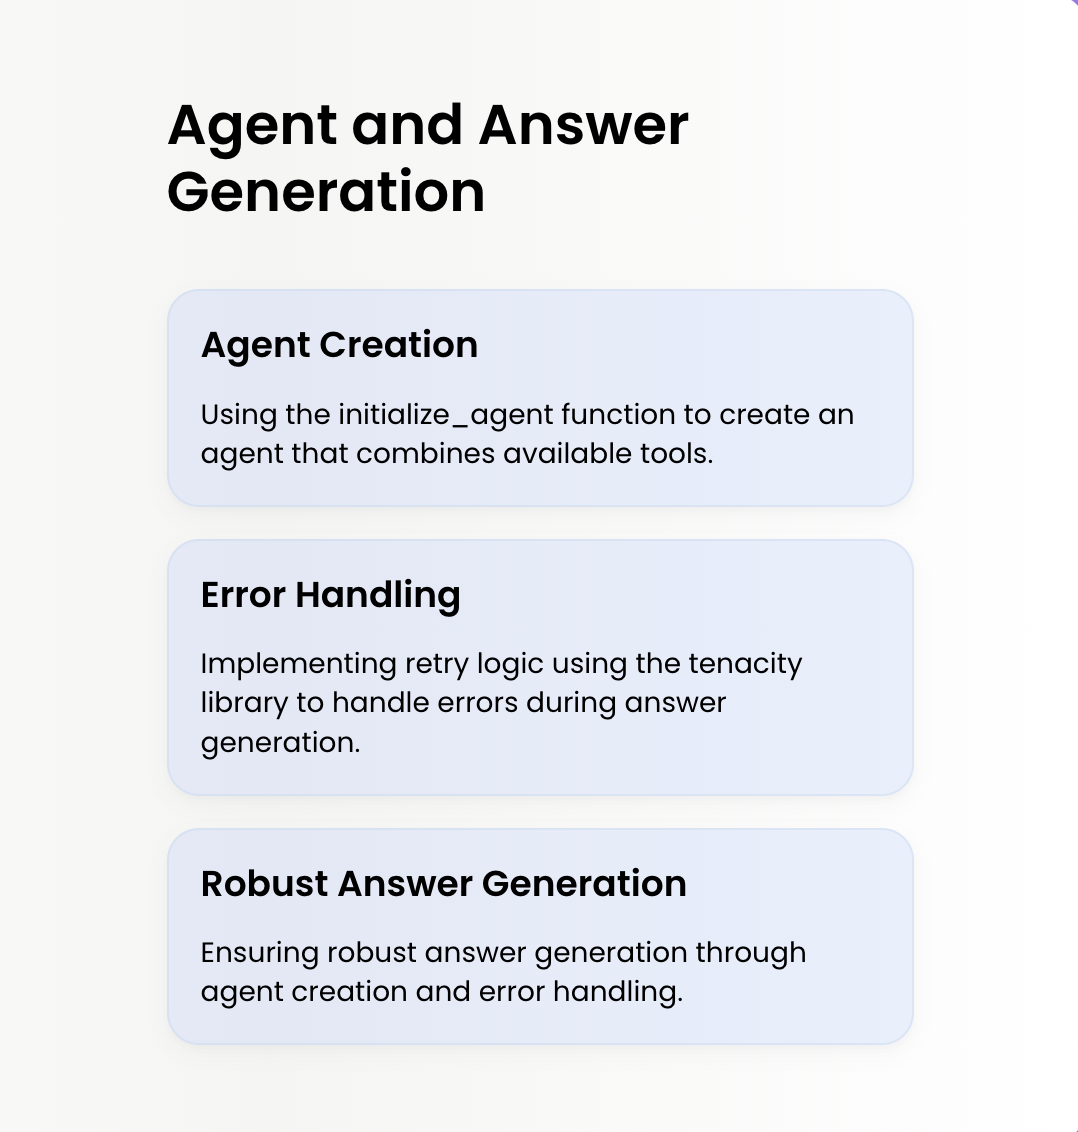 Agent and Answer
Generation
Agent Creation
Using the initialize_agent function to create an
agent that combines available tools.
Error Handling
Implementing retry logic using the tenacity
library to handle errors during answer
generation.
Robust Answer Generation
Ensuring robust answer generation through
agent creation and error handling.